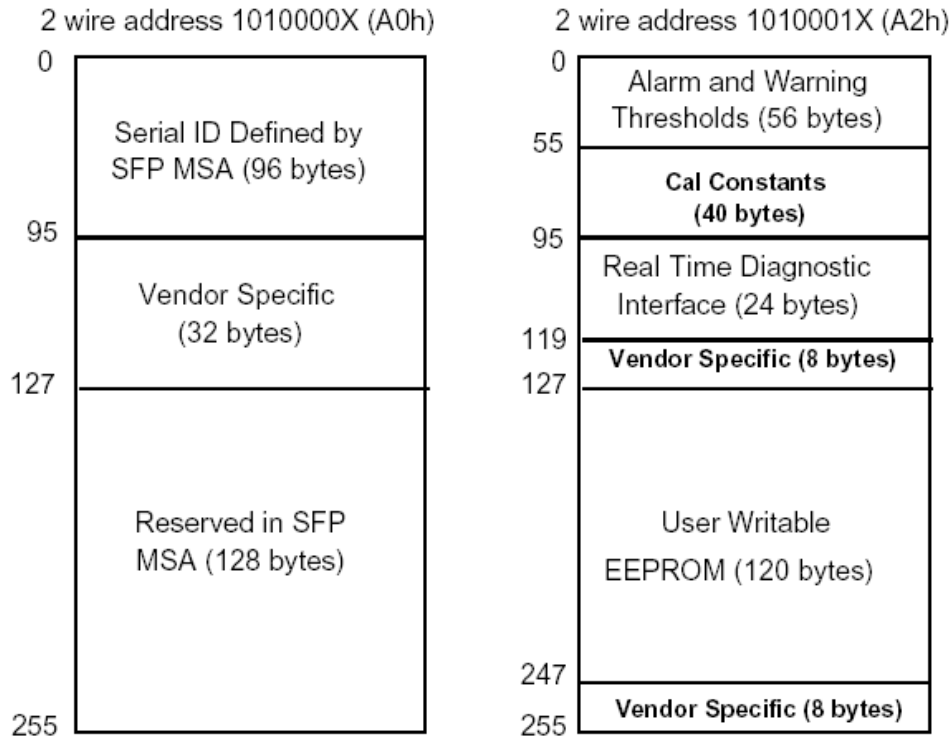 2 wire address 1010000X (A0h)
0
Serial ID Defined by
SFP MSA (96 bytes)
95
Vendor Specific
(32 bytes)
127
Reserved in SFP
MSA (128 bytes)
255
2 wire address 1010001X (A2h)
0
Alarm and Warning
Thresholds (56 bytes)
55
Cal Constants
(40 bytes)
95
Real Time Diagnostic
Interface (24 bytes)
119
Vendor Specific (8 bytes)
127
User Writable
EEPROM (120 bytes)
247
Vendor Specific (8 bytes)
255